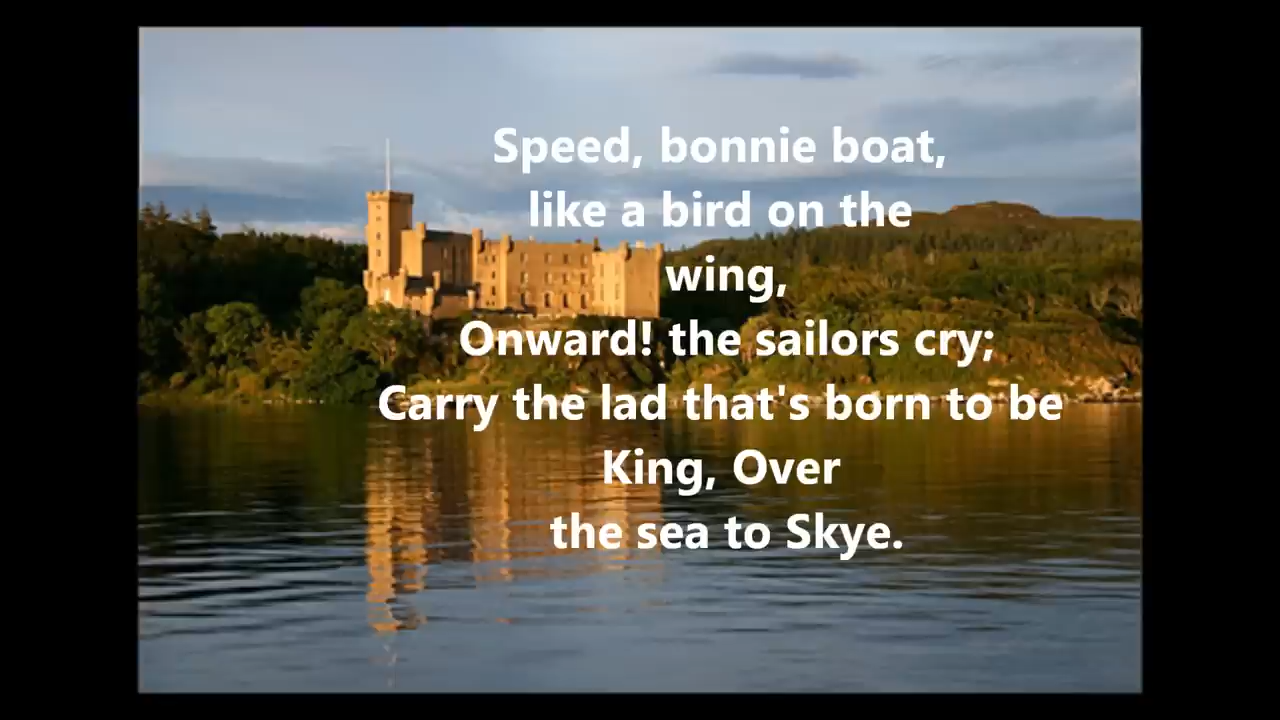 Speed, bonnie boat,
like a bird on the
wing,
Onward! the sailors cry;
Carry the lad that's born to be
King, Over
the sea to Skye.